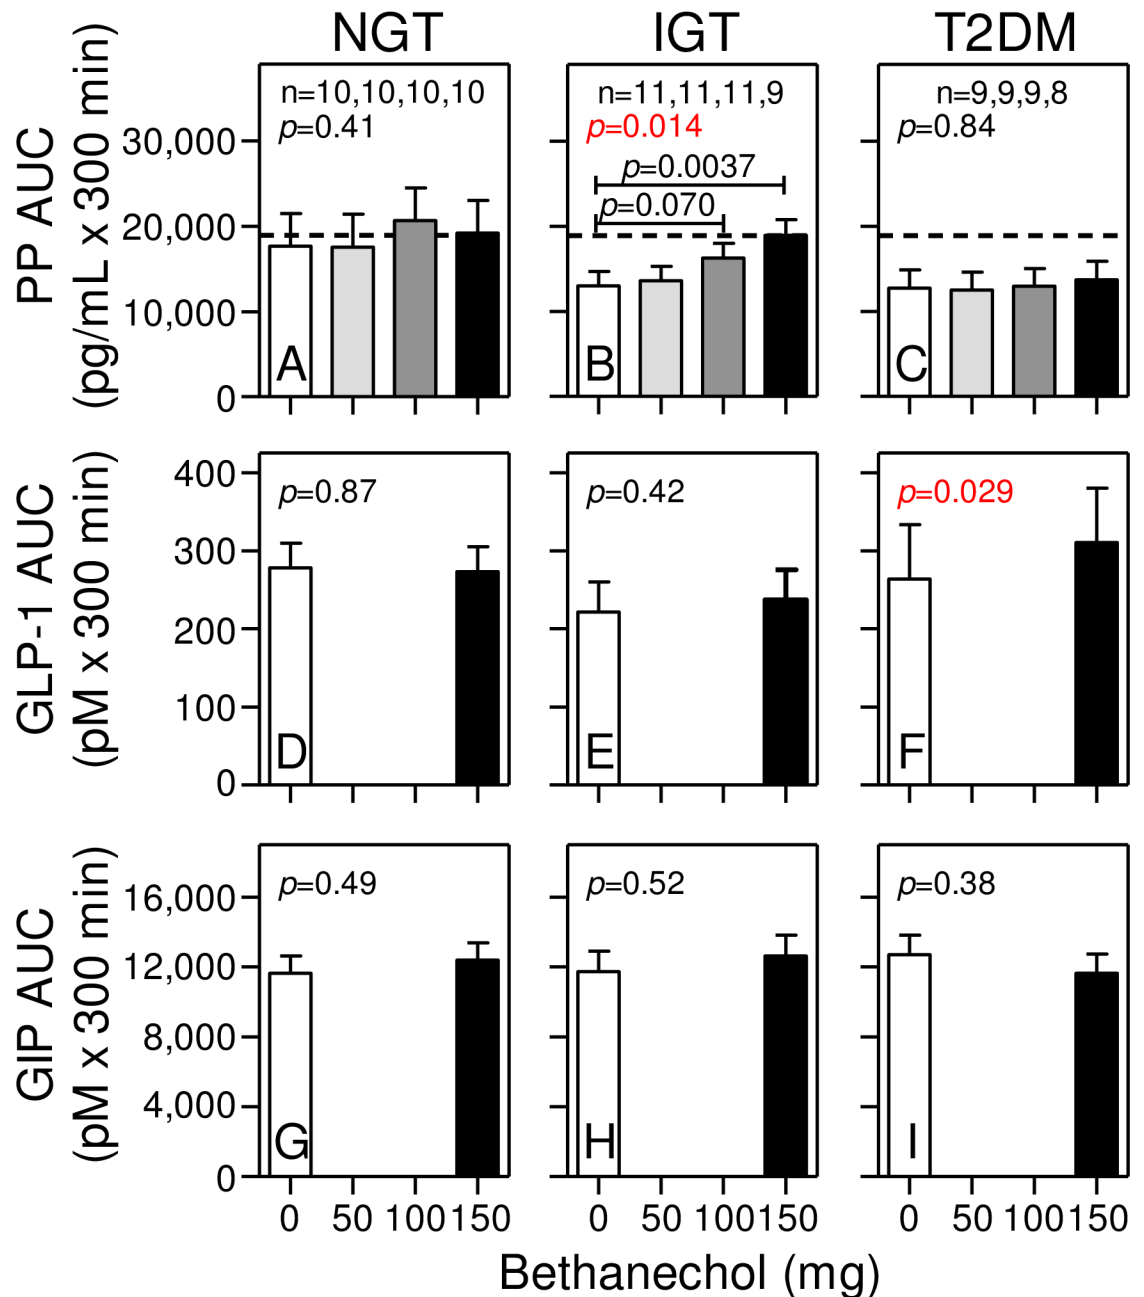 NGT
IGT
T2DM
PP AUC
(pg/mL x 300 min)
30,000
20,000
10,000
0
n=10,10,10,10
p=0.41
A
n=11,11,11,9
p=0.014
p=0.0037
p=0.070
B
n=9,9,9,8
p=0.84
C
GLP-1 AUC
(pM x 300 min)
400
300
200
100
0
p=0.87
D
p=0.42
E
p=0.029
F
GIP AUC
(pM x 300 min)
16,000
12,000
8,000
4,000
0
p=0.49
G
p=0.52
H
p=0.38
I
0 50 100 150
0 50 100 150
0 50 100 150
Bethanechol (mg)